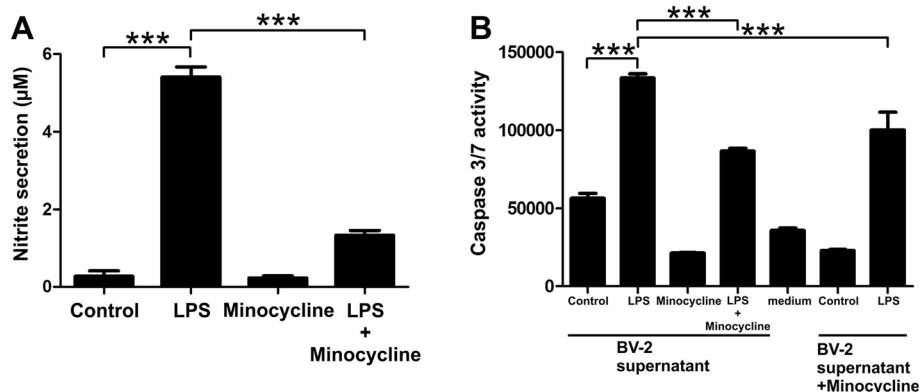 A
***
***
Nitrite secretion (µM)
6
4
2
0
Control
LPS
Minocycline
LPS
+
Minocycline
B
***
***
***
Caspase 3/7 activity
150000
100000
50000
0
Control
LPS
Minocycline
LPS
+
Minocycline
medium
Control
LPS
BV-2
supernatant
BV-2
supernatant
+Minocycline